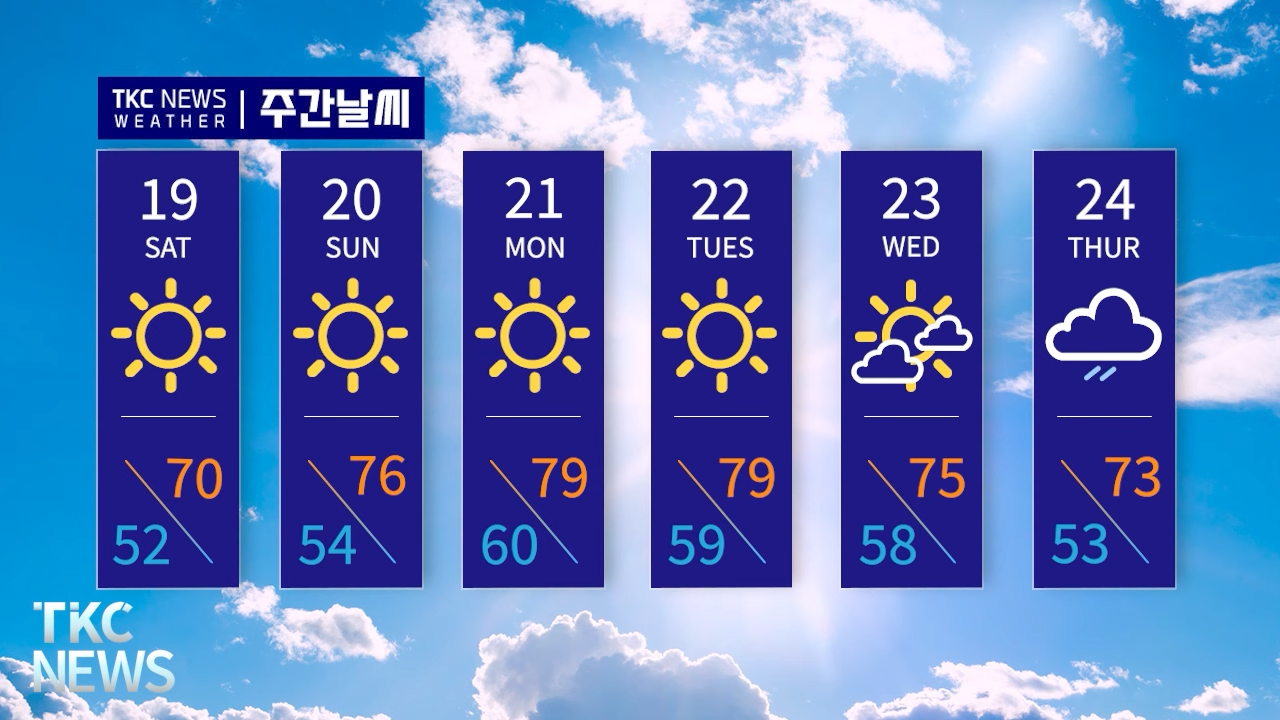 TKC NEWS
WEATHER
주간날씨
19
SAT
70
52
20
SUN
76
54
21
MON
79
60
22
TUES
79
59
23
WED
75
58
24
THUR
73
53
TKC
NEWS